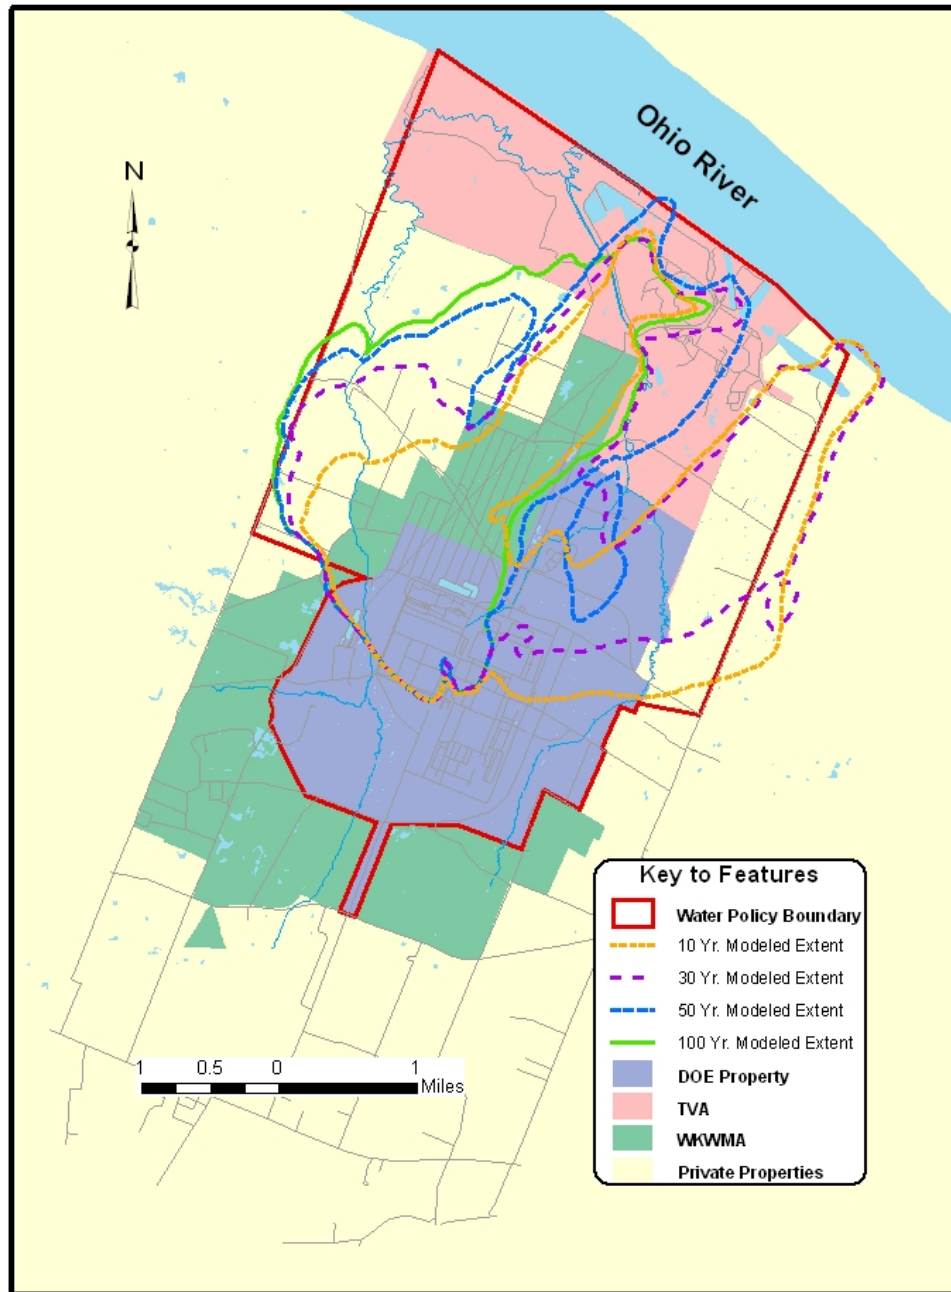 Ohio River
N
Key to Features
Water Policy Boundary
10 Yr. Modeled Extent
30 Yr. Modeled Extent
50 Yr. Modeled Extent
100 Yr. Modeled Extent
DOE Property
TVA
WKWMA
Private Properties
1 0.5 0 1
Miles